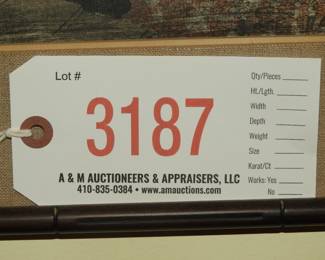 Lot #
3187
A & M AUCTIONEERS & APPRAISERS, LLC
410-835-0384 • www.amauctions.com
Qty/Pieces
Ht./Lgth.
Width
Depth
Weight
Size
Karat/Ct
Works: Yes
No